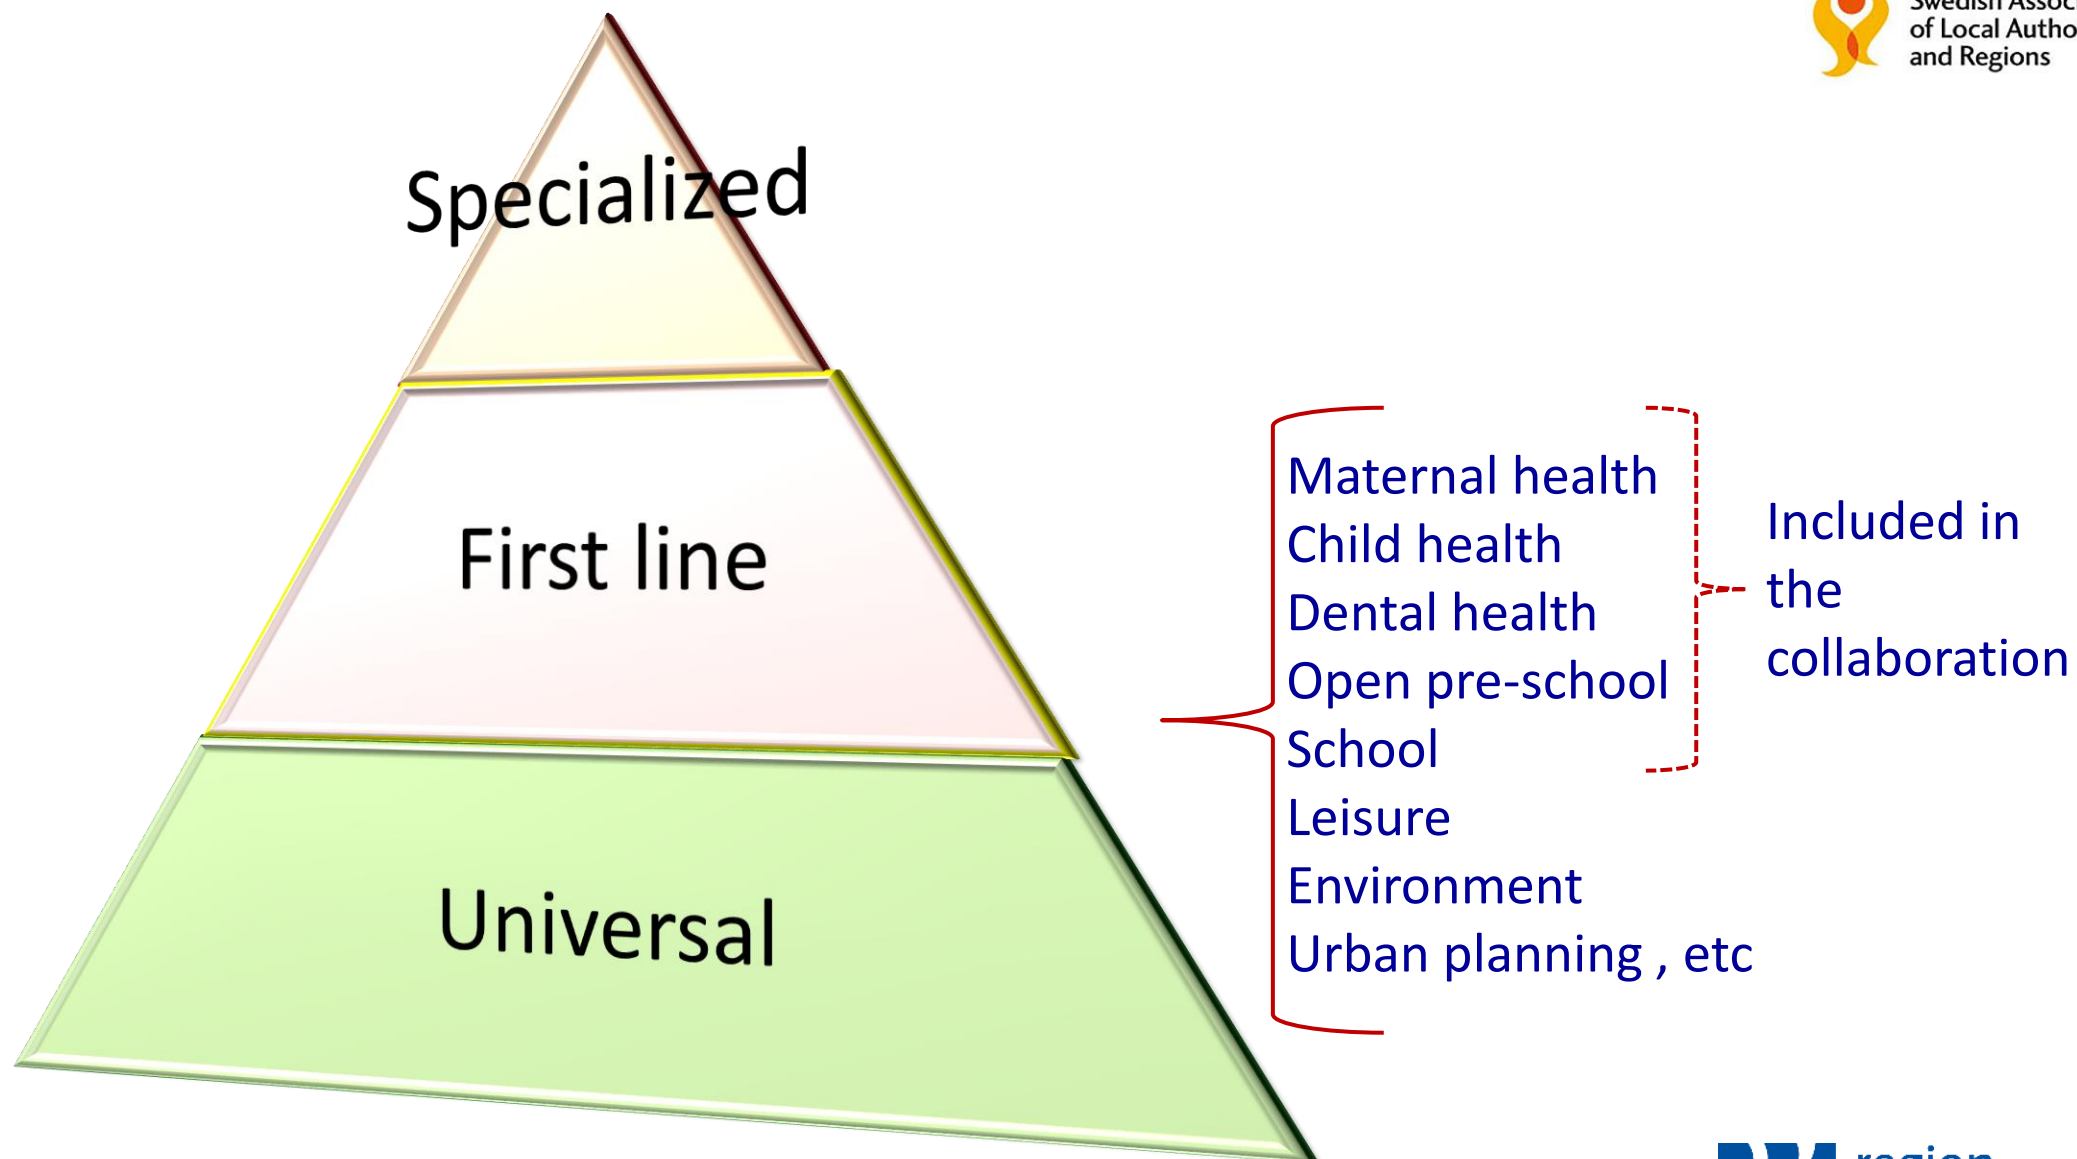 Swedish
of Local
and Regions
Specialized
First line
Universal
Maternal health
Child health
Dental health
Open pre-school
School
Leisure
Environment
Urban planning , etc
Included in
the
collaboration